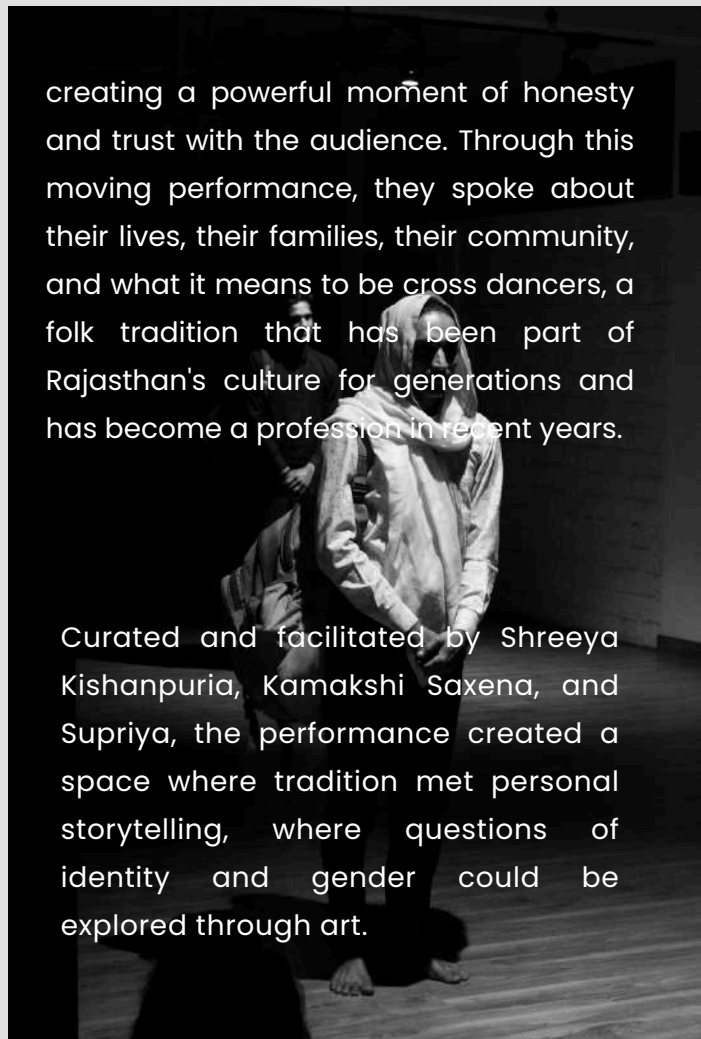 creating a powerful moment of honesty
and trust with the audience. Through this
moving performance, they spoke about
their lives, their families, their community,
and what it means to be cross dancers, a
folk tradition that has been part of
Rajasthan's culture for generations and
has become a profession in recent years.
Curated and facilitated by Shreeya
Kishanpuria, Kamakshi Saxena, and
Supriya, the performance created a
space where tradition met personal
storytelling, where questions of
identity and gender could be
explored through art.